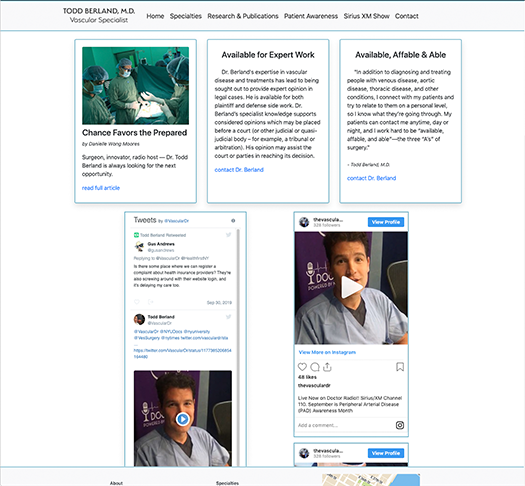 TODD BERLAND, M.D.
Vascular Specialist
Home Specialties Research & Publications Patient Awareness Sirius XM Show Contact
Chance Favors the Prepared
by Danielle Wang Moores
Surgeon, innovator, radio host — Dr. Todd
Berland is always looking for the next
opportunity.
read full article
Available for Expert Work
Dr. Berland's expertise in vascular
disease and treatments has lead to being
sought out to provide expert opinion in
legal cases. He is available for both
plaintiff and defense side work. Dr.
Berland's specialist knowledge supports
considered opinions which may be placed
before a court (or other judicial or quasi-
judicial body – for example, a tribunal or
arbitration). His opinion may assist the
court or parties in reaching its decision.
contact Dr. Berland
Available, Affable & Able
"In addition to diagnosing and treating
people with venous disease, aortic
disease, thoracic disease, and other
conditions, I connect with my patients and
try to relate to them on a personal level,
so I know what they're going through. My
patients can contact me anytime, day or
night, and I work hard to be "available,
affable, and able"—the three "A's" of
surgery."
- Todd Berland, M.D.
contact Dr. Berland
Tweets by @VascularDr
Todd Berland Retweeted
Gus Andrews
@gusandrews
Replying to @VascularDr @HealthfirstNY
Is there some place where we can register a
complaint about health insurance providers? They're
also screwing around with their website login, and
it's delaying my care too.
Sep 30, 2019
Todd Berland
@VascularDr
@VascularDr @NYUDocs @nyuniversity
@VesSurgery @nytimes twitter.com/vasculardr/sta
https://twitter.com/VascularDr/status/1177385206804
194480
DOC
POWERED BY
thevascula...
329 followers
View Profile
DOC
POWERED BY
View More on Instagram
48 likes
thevasculardr
Live Now on Doctor Radio!! Sirius/XM Channel
110. September is Peripheral Arterial Disease
(PAD) Awareness Month
Add a comment...
thevascula...
329 followers
View Profile
About
Specialties